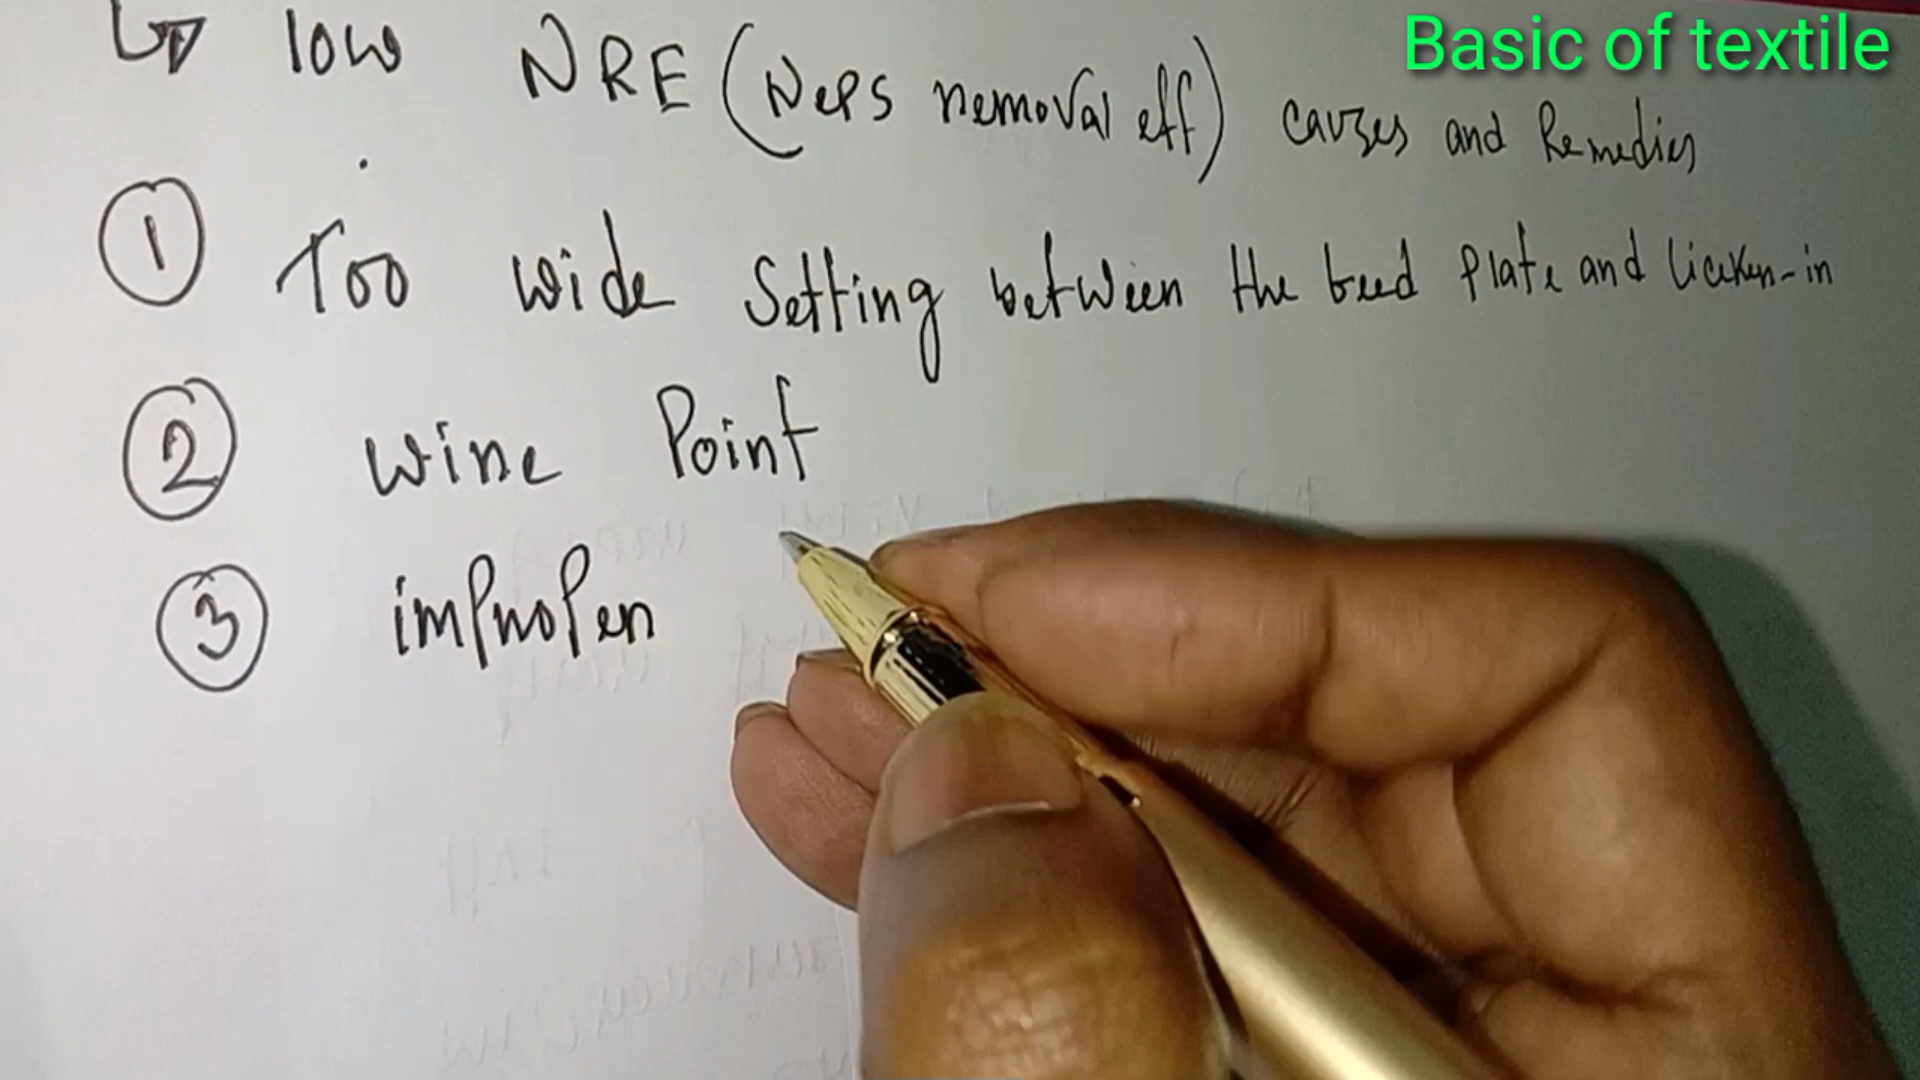 Basic of textile
↳ low NRE (Neps removal eff) causes and Remedies
① Too wide Setting between the feed Plate and licker-in
② wire Point
③ improper